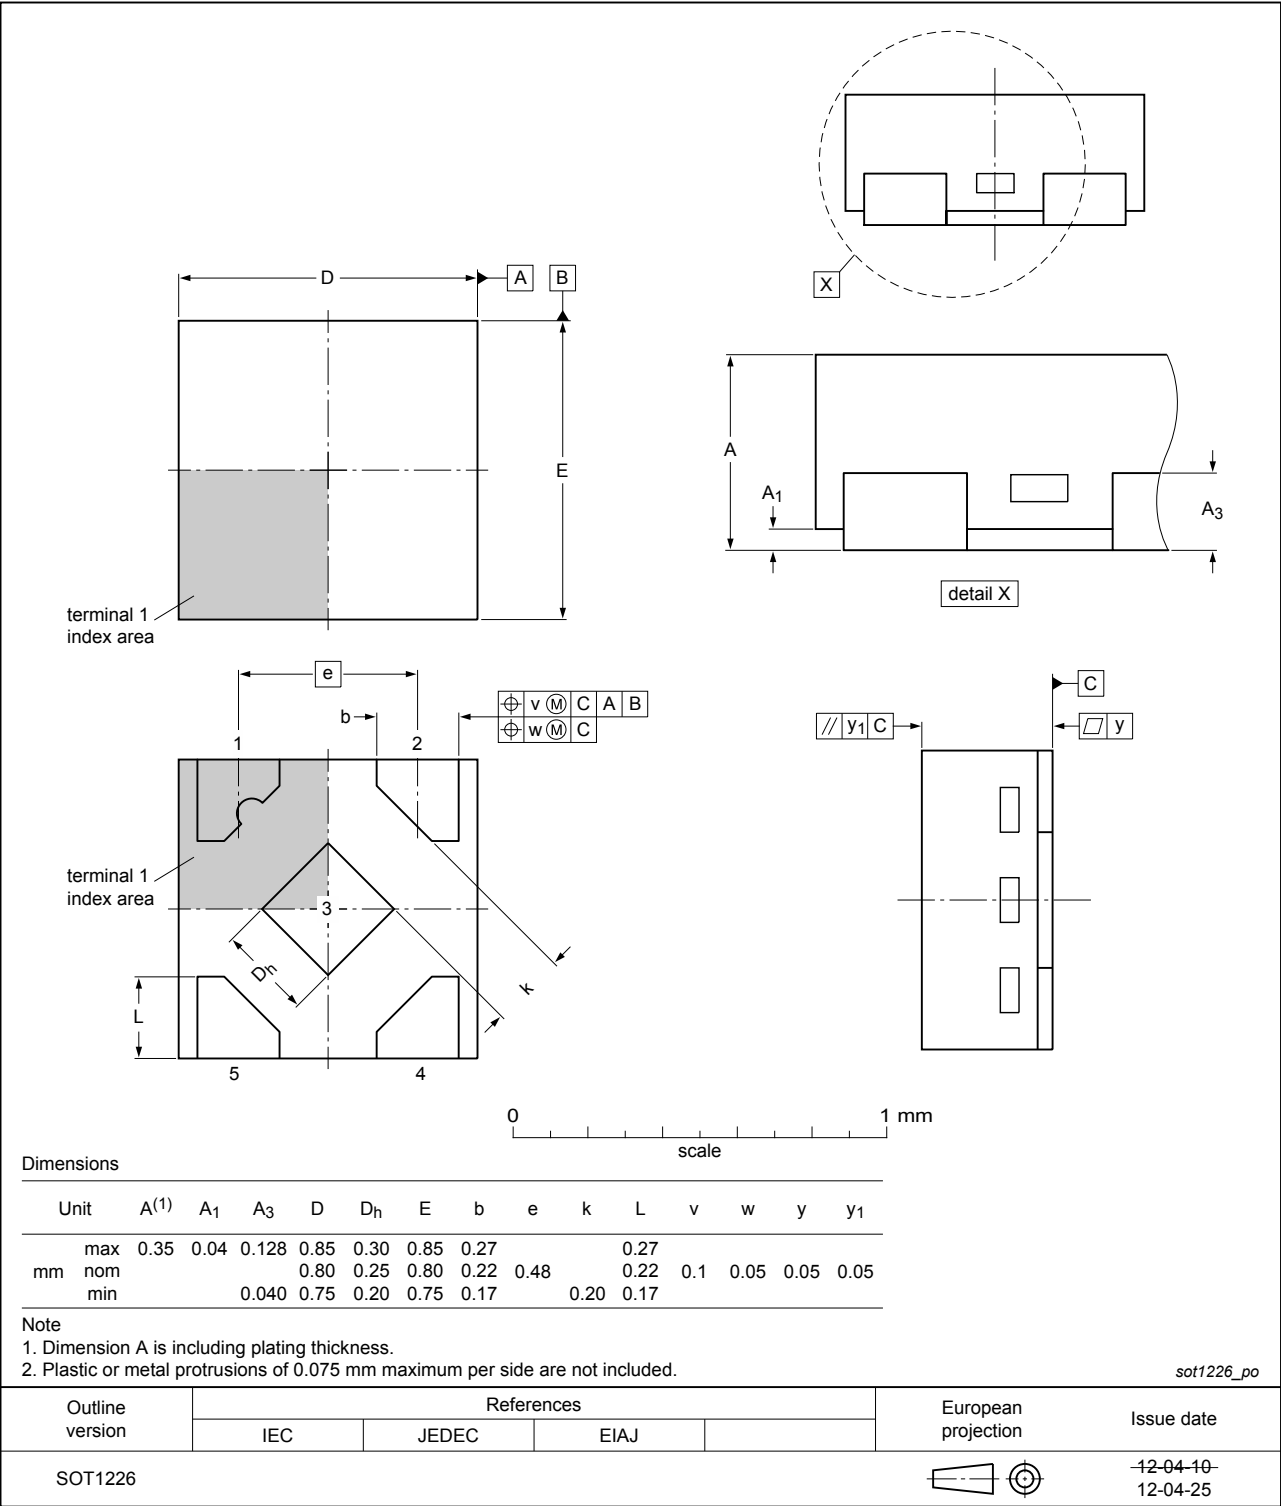 X
D
A
B
E
terminal 1
index area
A
A1
A3
detail X
e
b
v M C A B
w M C
1
2
terminal 1
index area
3
Dh
k
L
5
4
C
// y1 C
y
0
1 mm
scale
Dimensions
Unit A(1) A1 A3 D Dh E b e k L v w y y1
max 0.35 0.04 0.128 0.85 0.30 0.85 0.27 0.27
mm nom 0.80 0.25 0.80 0.22 0.48 0.22 0.1 0.05 0.05 0.05
min 0.040 0.75 0.20 0.75 0.17 0.20 0.17
Note
1. Dimension A is including plating thickness.
2. Plastic or metal protrusions of 0.075 mm maximum per side are not included.
sot1226_po
Outline
version
References
IEC JEDEC EIAJ
European
projection
Issue date
SOT1226
12-04-10
12-04-25